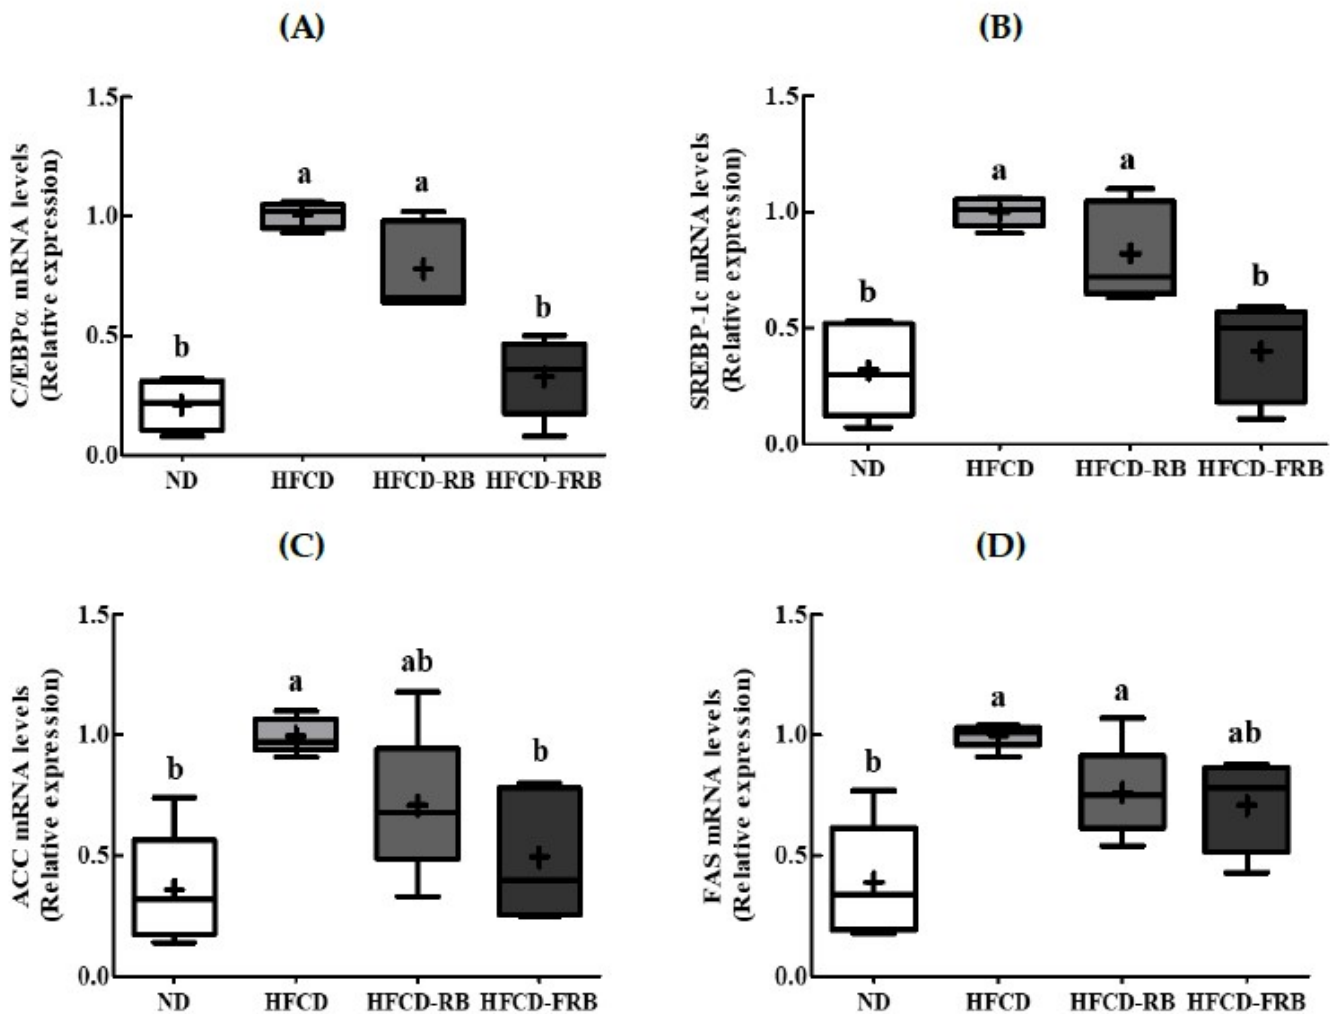 (A)
C/EBPα mRNA levels
(Relative expression)
1.5
1.0
0.5
0.0
b
a
a
b
ND
HFCD
HFCD-RB
HFCD-FRB
(B)
SREBP-1c mRNA levels
(Relative expression)
1.5
1.0
0.5
0.0
b
a
a
b
ND
HFCD
HFCD-RB
HFCD-FRB
(C)
ACC mRNA levels
(Relative expression)
1.5
1.0
0.5
0.0
b
a
ab
b
ND
HFCD
HFCD-RB
HFCD-FRB
(D)
FAS mRNA levels
(Relative expression)
1.5
1.0
0.5
0.0
b
a
a
ab
ND
HFCD
HFCD-RB
HFCD-FRB